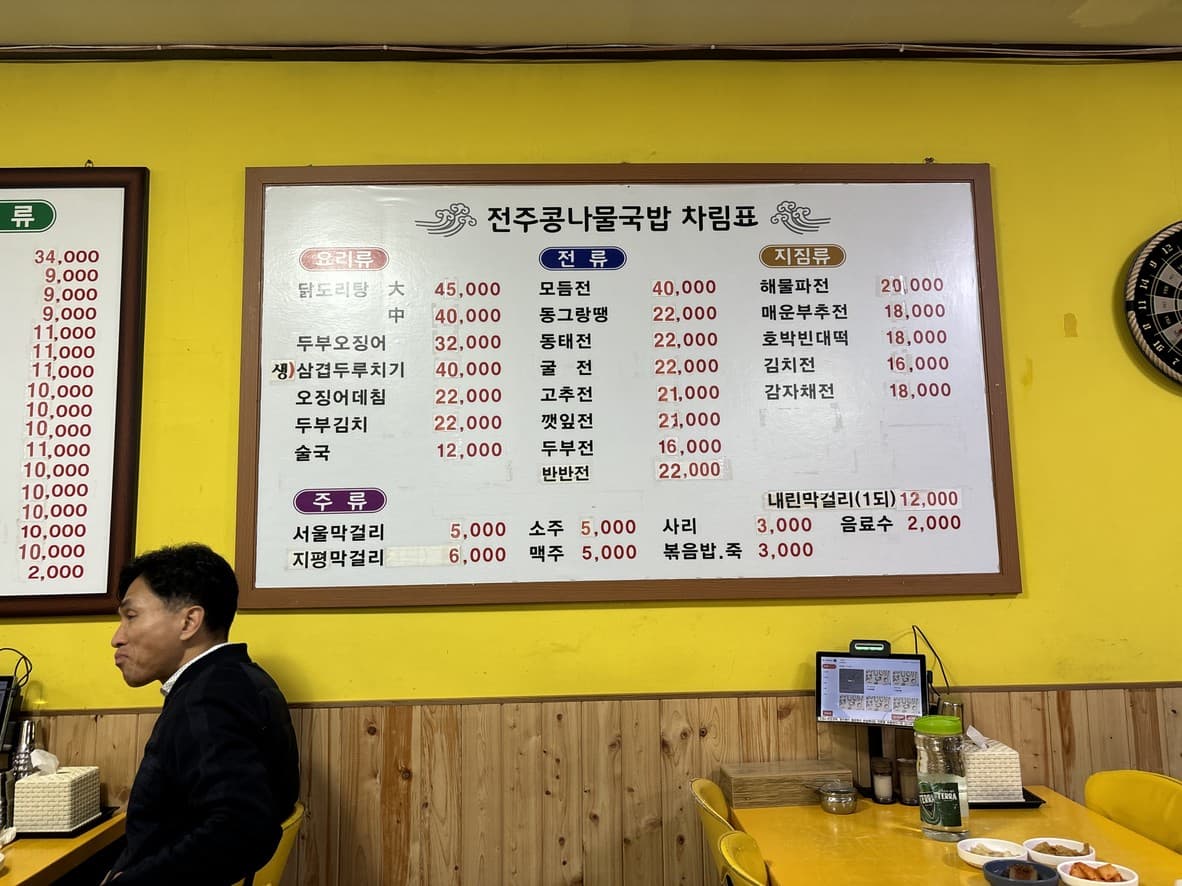 류
34,000
9,000
9,000
9,000
11,000
11,000
11,000
10,000
10,000
10,000
11,000
10,000
10,000
10,000
10,000
10,000
2,000
전주콩나물국밥 차림표
요리류
닭도리탕 大 45,000
中 40,000
두부오징어 32,000
생)삼겹두루치기 40,000
오징어데침 22,000
두부김치 22,000
술국 12,000
전 류
모듬전 40,000
동그랑땡 22,000
동태전 22,000
굴 전 22,000
고추전 21,000
깻잎전 21,000
두부전 16,000
반반전 22,000
지짐류
해물파전 20,000
매운부추전 18,000
호박빈대떡 18,000
김치전 16,000
감자채전 18,000
내린막걸리(1되) 12,000
주 류
서울막걸리 5,000 소주 5,000 사리 3,000 음료수 2,000
지평막걸리 6,000 맥주 5,000 볶음밥.죽 3,000
TERRA